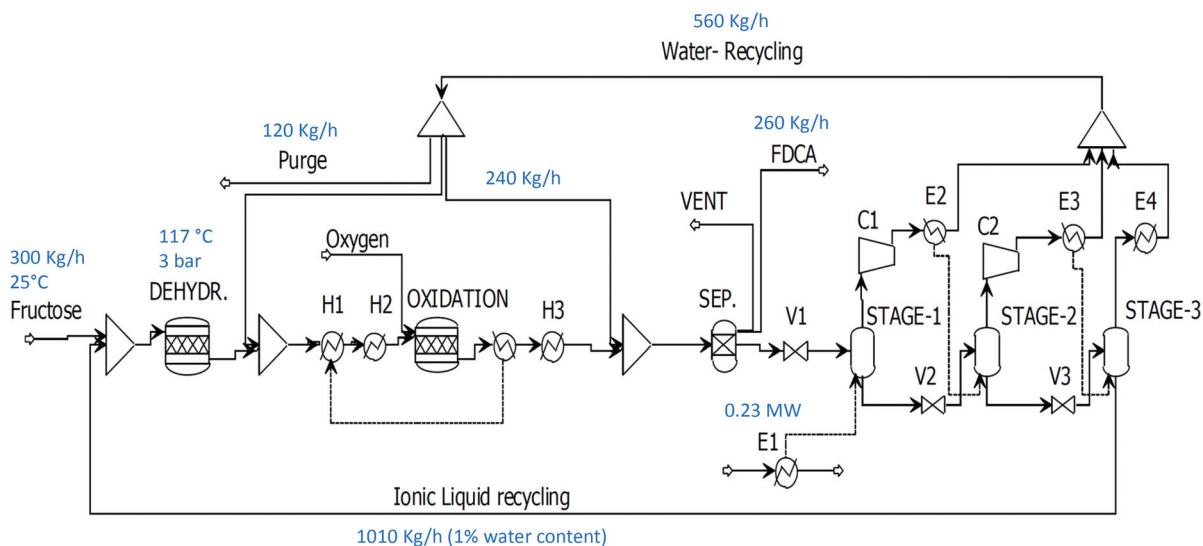 560 Kg/h
Water- Recycling
120 Kg/h
Purge
260 Kg/h
FDCA
240 Kg/h
VENT
E2
E3
E4
C1
C2
Oxygen
117 °C
3 bar
300 Kg/h
25°C
Fructose
DEHYDR.
H1
H2
OXIDATION
H3
SEP.
V1
STAGE-1
STAGE-2
STAGE-3
V2
V3
0.23 MW
E1
Ionic Liquid recycling
1010 Kg/h (1% water content)